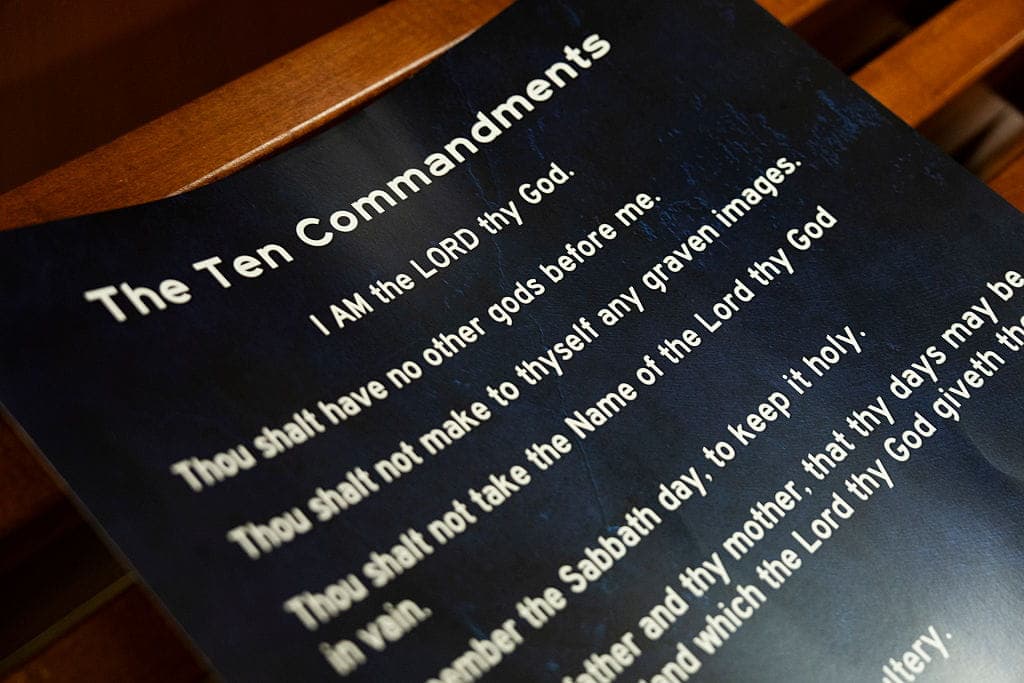 The Ten Commandments
I AM the LORD thy God.
Thou shalt have no other gods before me.
Thou shalt not make to thyself any graven images.
Thou shalt not take the Name of the Lord thy God
in vein.
ember the Sabbath day, to keep it holy.
father and thy mother, that thy days may be
land which the Lord thy God giveth the
ultery.